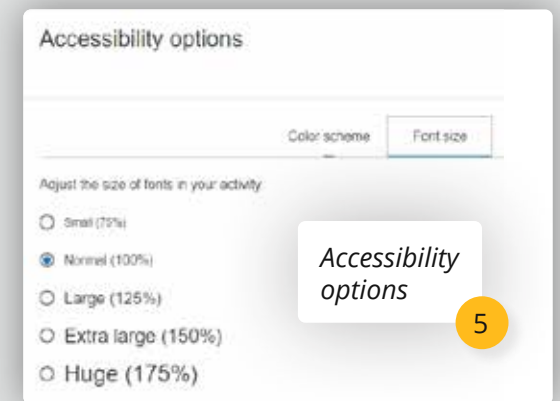 Accessibility options
Color scheme
Font size
Adjust the size of fonts in your activity
Small (75%)
Normal (100%)
Large (125%)
Extra large (150%)
Huge (175%)
Accessibility
options
5